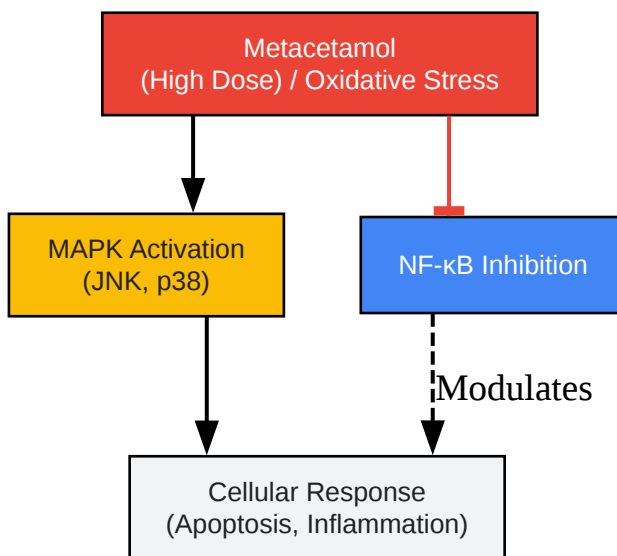 Metacetamol
(High Dose) / Oxidative Stress
MAPK Activation
(JNK, p38)
NF-κB Inhibition
Modulates
Cellular Response
(Apoptosis, Inflammation)